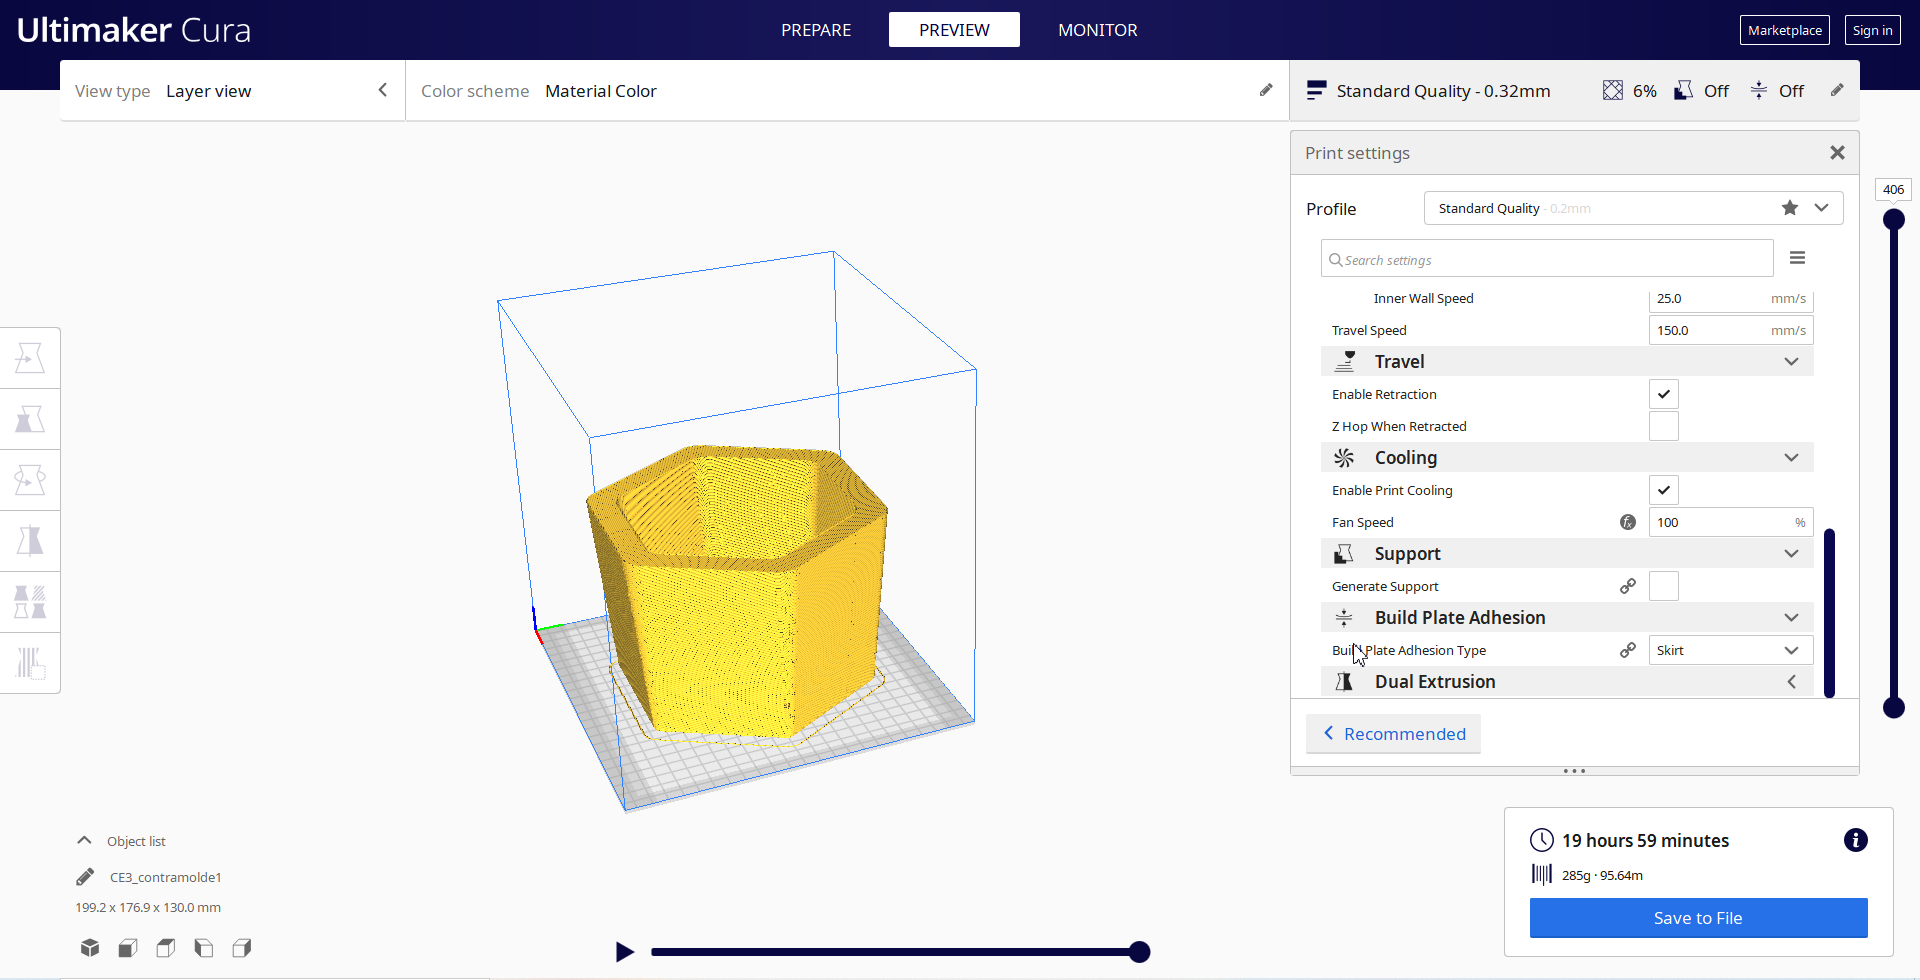 Ultimaker Cura
PREPARE
PREVIEW
MONITOR
Marketplace
Sign in
View type Layer view
Color scheme Material Color
Standard Quality - 0.32mm
6%
Off
Off
Print settings
406
Profile
Standard Quality - 0.2mm
Search settings
Inner Wall Speed 25.0 mm/s
Travel Speed 150.0 mm/s
Travel
Enable Retraction
Z Hop When Retracted
Cooling
Enable Print Cooling
Fan Speed 100 %
Support
Generate Support
Build Plate Adhesion
Build Plate Adhesion Type Skirt
Dual Extrusion
Recommended
Object list
CE3_contramolde1
199.2 x 176.9 x 130.0 mm
19 hours 59 minutes
285g · 95.64m
Save to File